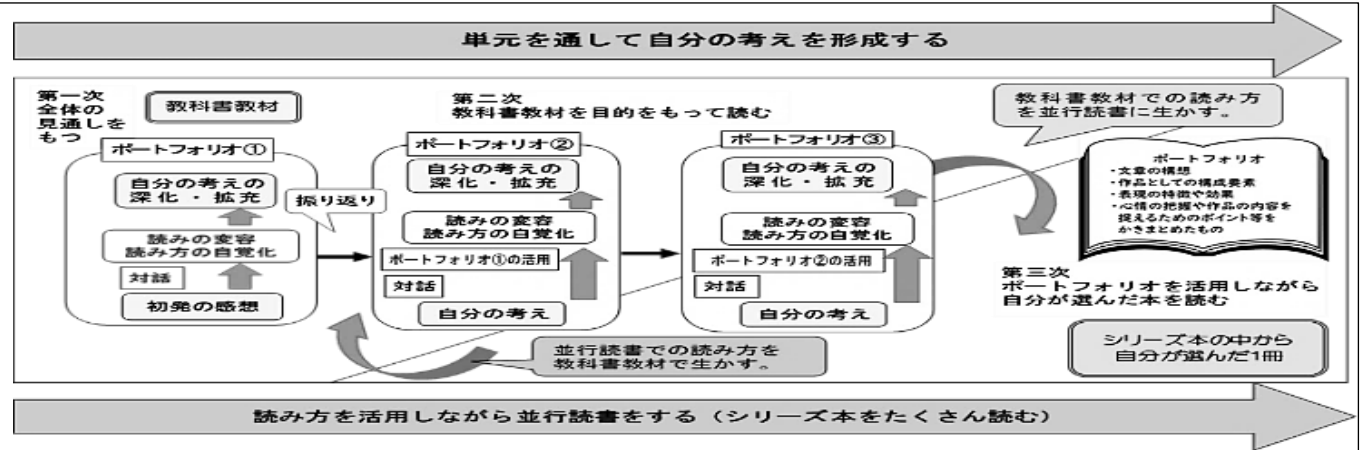 単元を通して自分の考えを形成する
第一次
全体の
見通しを
もつ
教科書教材
ポートフォリオ①
自分の考えの
深化・拡充
読みの変容
読み方の自覚化
対話
初発の感想
振り返り
第二次
教科書教材を目的をもって読む
ポートフォリオ②
自分の考えの
深化・拡充
読みの変容
読み方の自覚化
ポートフォリオ①の活用
対話
自分の考え
ポートフォリオ③
自分の考えの
深化・拡充
読みの変容
読み方の自覚化
ポートフォリオ②の活用
対話
自分の考え
並行読書での読み方を
教科書教材で生かす。
教科書教材での読み方
を並行読書に生かす。
ポートフォリオ
・文章の構想
・作品としての構成要素
・表現の特徴や効果
・心情の把握や作品の内容を
捉えるためのポイント等を
かきまとめたもの
第三次
ポートフォリオを活用しながら
自分が選んだ本を読む
シリーズ本の中から
自分が選んだ1冊
読み方を活用しながら並行読書をする（シリーズ本をたくさん読む）